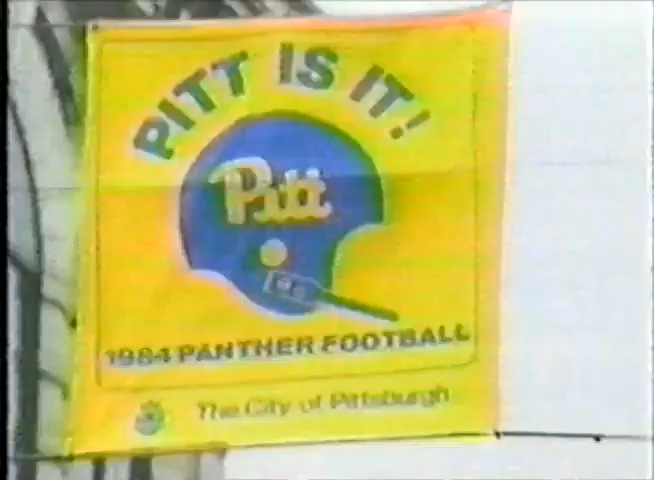 PITT IS IT!
Pitt
1984 PANTHER FOOTBALL
The City of Pittsburgh